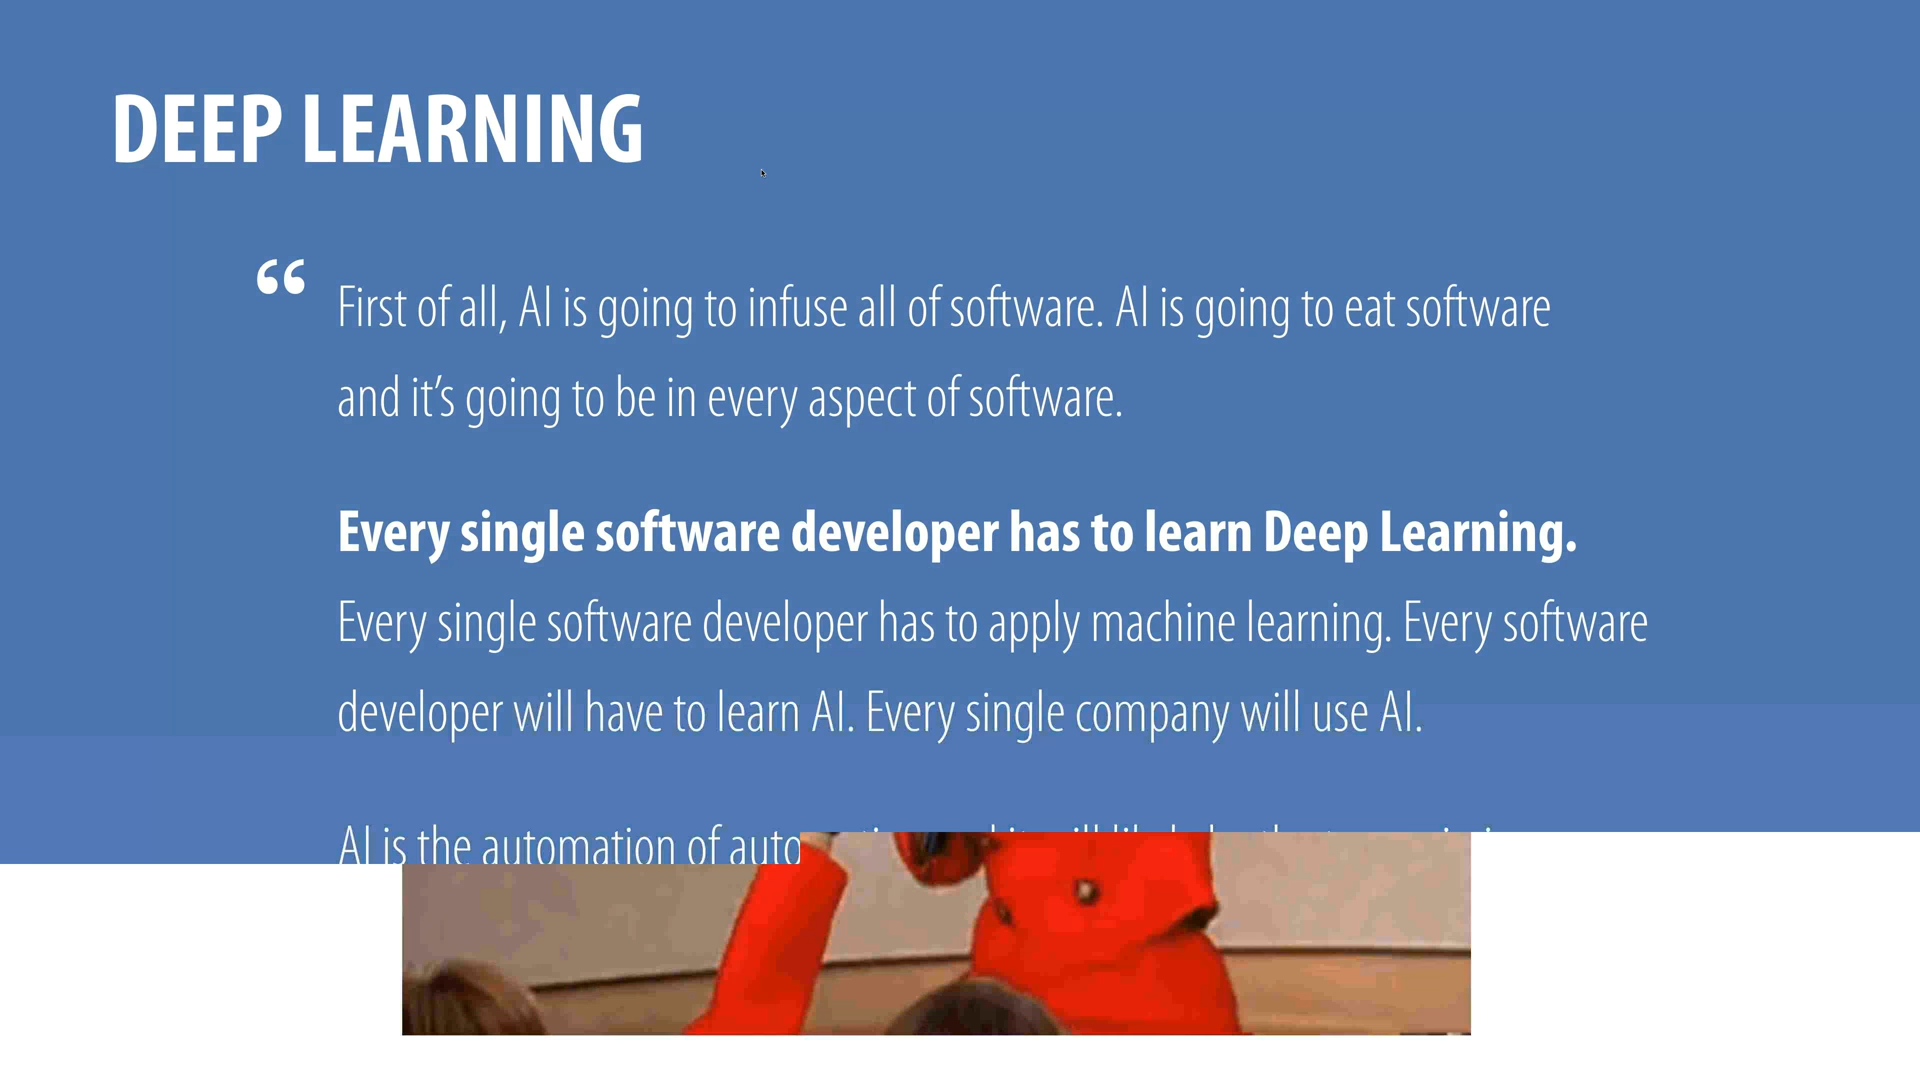 DEEP LEARNING
“
First of all, AI is going to infuse all of software. AI is going to eat software
and it’s going to be in every aspect of software.
Every single software developer has to learn Deep Learning.
Every single software developer has to apply machine learning. Every software
developer will have to learn AI. Every single company will use AI.
AI is the automation of